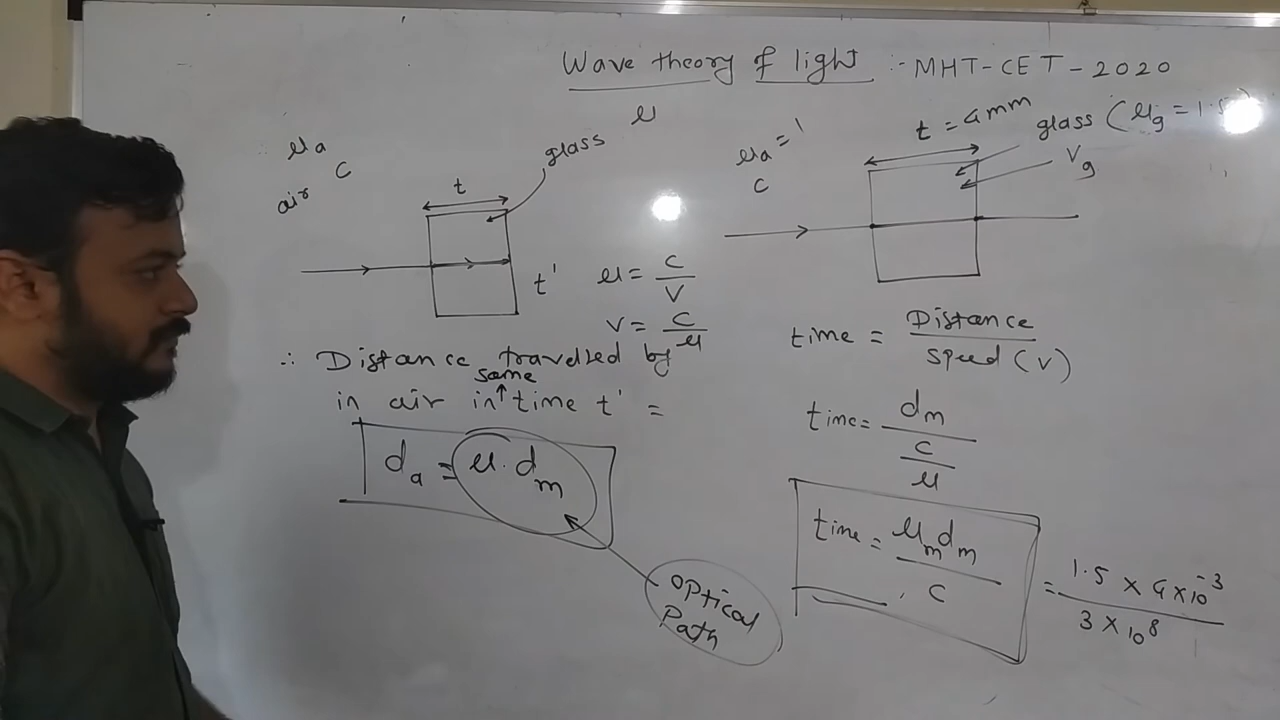 Wave theory of light :- MHT-CET-2020
μa
c
air
t
glass
μ
t'
μ = c/v
v = c/μ
∴ Distance travelled by
in air in ↑ same time t' =
da = μ.dm
optical
Path
μa = 1
c
t = 4mm
glass (μg = 1.5)
Vg
time = Distance/speed (v)
time = dm/(c/μ)
time = μm dm/c = 1.5 × 4×10⁻³/3×10⁸